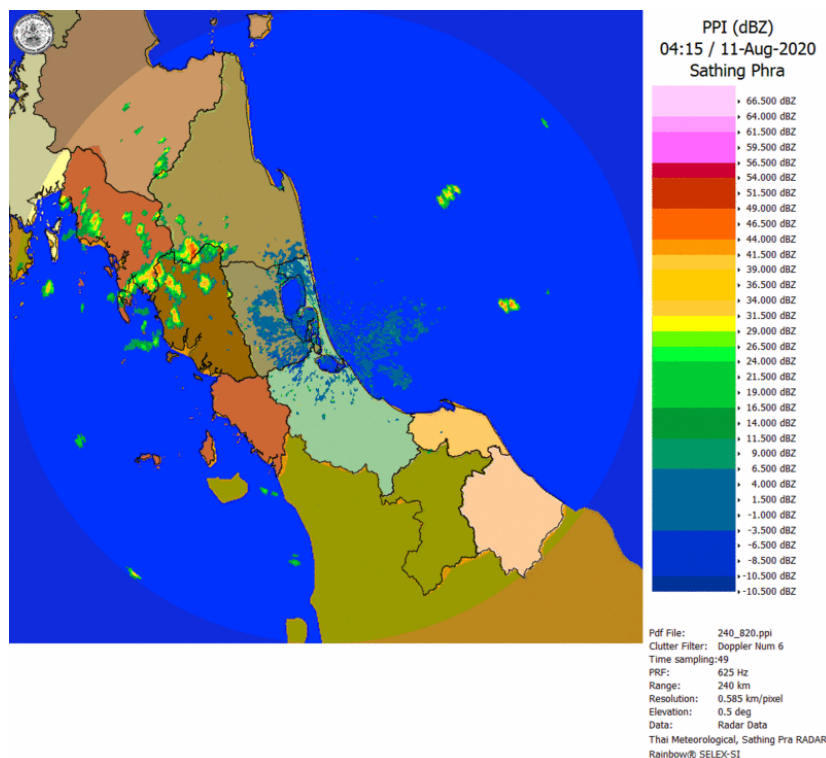 PPI (dBZ)
04:15 / 11-Aug-2020
Sathing Phra
66.500 dBZ
64.000 dBZ
61.500 dBZ
59.500 dBZ
56.500 dBZ
54.000 dBZ
51.500 dBZ
49.000 dBZ
46.500 dBZ
44.000 dBZ
41.500 dBZ
39.000 dBZ
36.500 dBZ
34.000 dBZ
31.500 dBZ
29.000 dBZ
26.500 dBZ
24.000 dBZ
21.500 dBZ
19.000 dBZ
16.500 dBZ
14.000 dBZ
11.500 dBZ
9.000 dBZ
6.500 dBZ
4.000 dBZ
1.500 dBZ
-1.000 dBZ
-3.500 dBZ
-6.500 dBZ
-8.500 dBZ
-10.500 dBZ
-10.500 dBZ
Pdf File: 240_820.ppi
Clutter Filter: Doppler Num 6
Time sampling:49
PRF: 625 Hz
Range: 240 km
Resolution: 0.585 km/pixel
Elevation: 0.5 deg
Data: Radar Data
Thai Meteorological, Sathing Pra RADAR
Rainbow® SELEX-SI